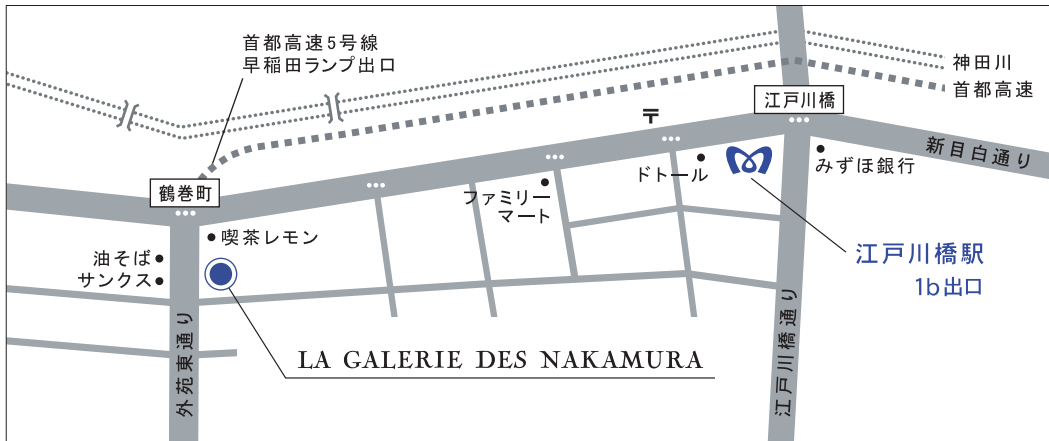 首都高速5号線
早稲田ランプ出口
神田川
首都高速
江戸川橋
〒
新目白通り
みずほ銀行
ドトール
ファミリー
マート
鶴巻町
喫茶レモン
油そば
サンクス
江戸川橋駅
1b出口
LA GALERIE DES NAKAMURA
外苑東通り
江戸川橋通り